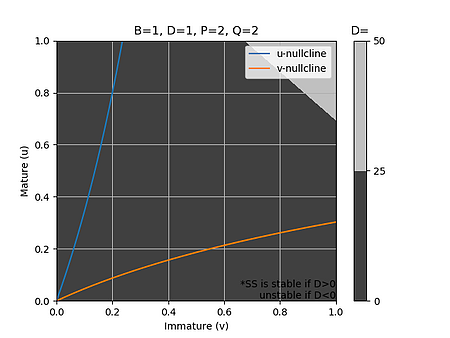 B=1, D=1, P=2, Q=2
D=
1.0
0.8
0.6
0.4
0.2
0.0
Mature (u)
u-nullcline
v-nullcline
*SS is stable if D>0
unstable if D<0
0.0 0.2 0.4 0.6 0.8 1.0
Immature (v)
50
25
0